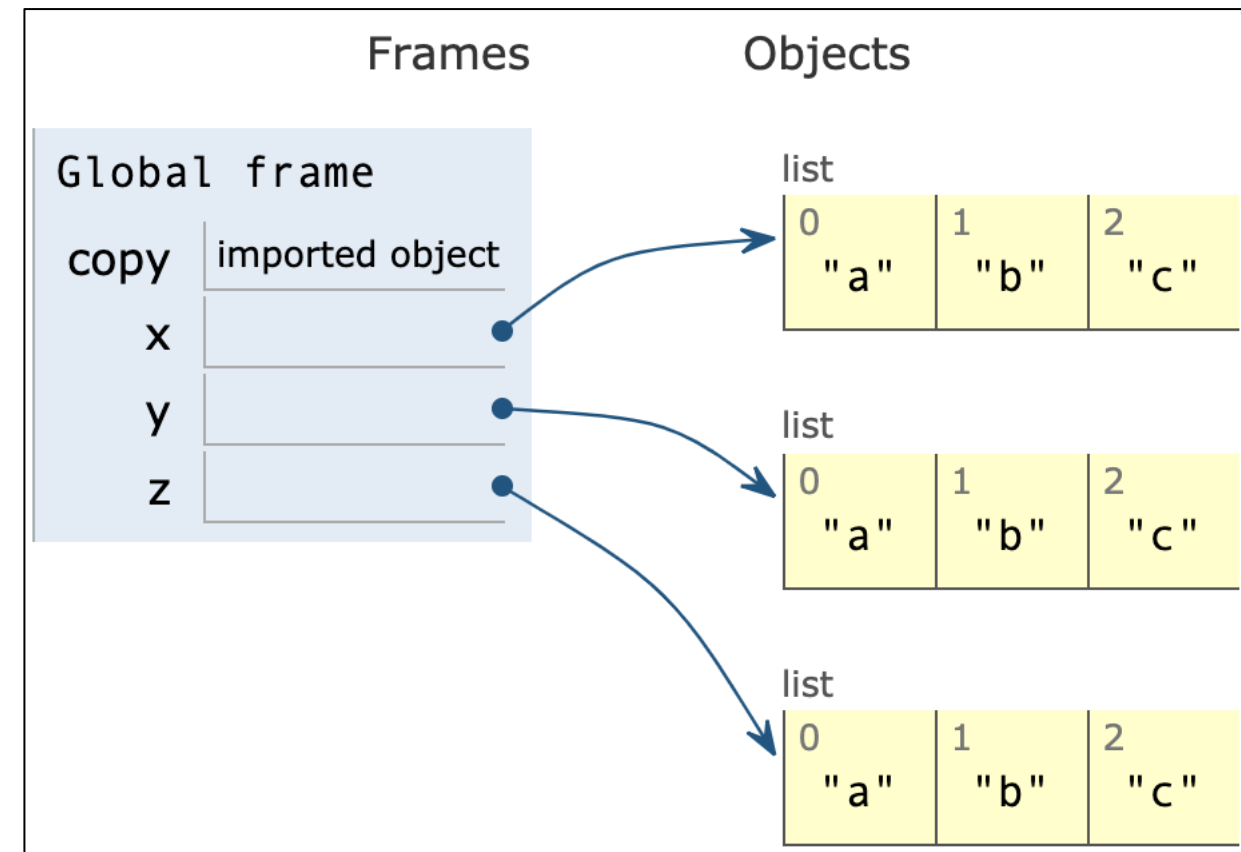 Frames Objects
Global frame
copy imported object
x
y
z
list
0 1 2
"a" "b" "c"
list
0 1 2
"a" "b" "c"
list
0 1 2
"a" "b" "c"